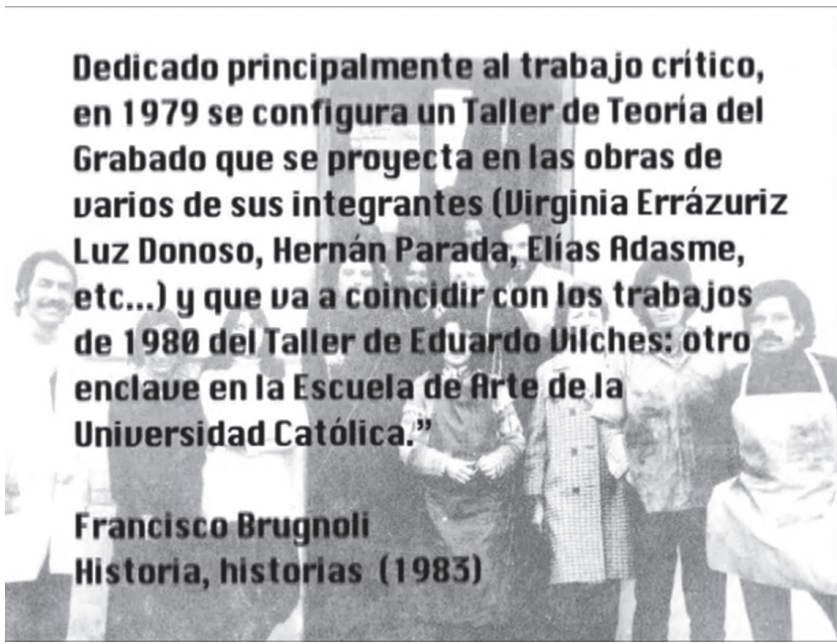 Dedicado principalmente al trabajo crítico,
en 1979 se configura un Taller de Teoría del
Grabado que se proyecta en las obras de
varios de sus integrantes (Virginia Errázuriz
Luz Donoso, Hernán Parada, Elías Adasme,
etc...) y que va a coincidir con los trabajos
de 1980 del Taller de Eduardo Vilches: otro
enclave en la Escuela de Arte de la
Universidad Católica.”
Francisco Brugnoli
Historia, historias (1983)